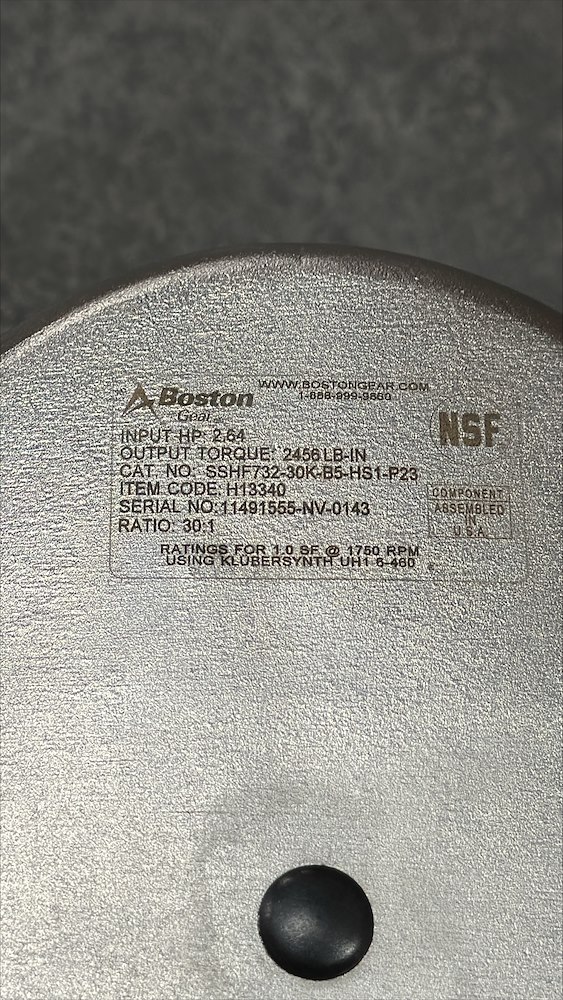 Boston
Gear
WWW.BOSTONGEAR.COM
1-888-999-9860
NSF
INPUT HP: 2.64
OUTPUT TORQUE: 2456 LB-IN
CAT. NO. SSHF732-30K-B5-HS1-P23
ITEM CODE: H13340
SERIAL NO: 11491555-NV-0143
RATIO: 30:1
COMPONENT
ASSEMBLED
IN
U.S.A.
RATINGS FOR 1.0 SF @ 1750 RPM
USING KLÜBERSYNTH UH1 6-460